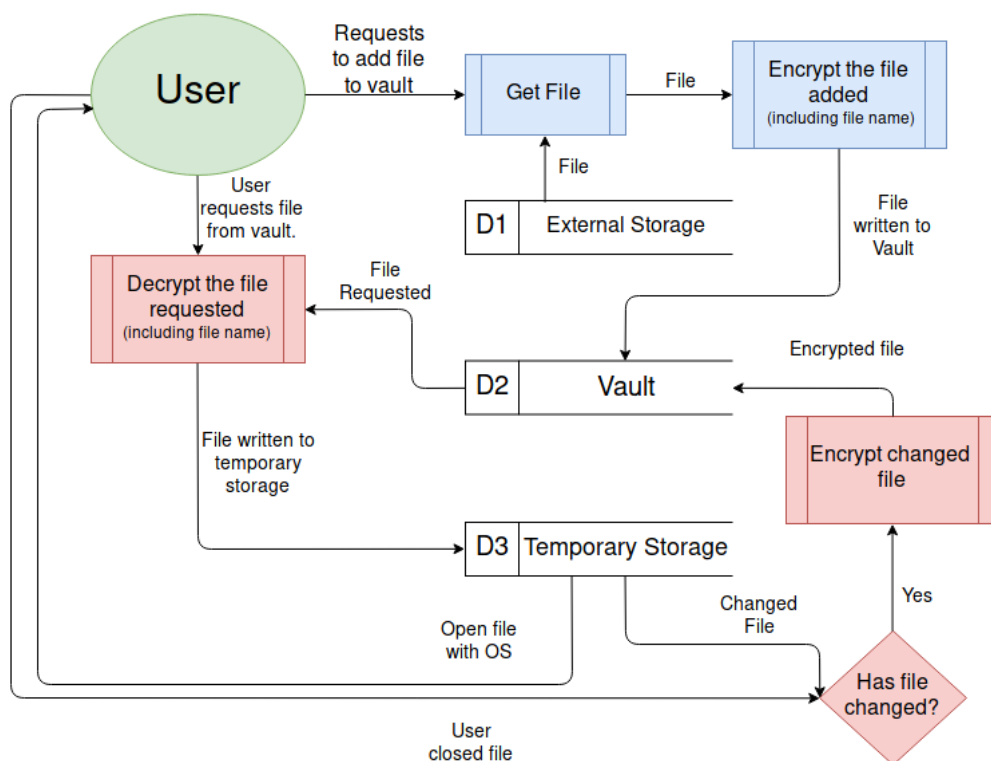 User
Requests
to add file
to vault
Get File
File
Encrypt the file
added
(including file name)
File
D1
External Storage
User
requests file
from vault.
File
written to
Vault
Decrypt the file
requested
(including file name)
File
Requested
D2
Vault
Encrypted file
Encrypt changed
file
File written to
temporary
storage
D3
Temporary Storage
Changed
File
Yes
Open file
with OS
Has file
changed?
User
closed file